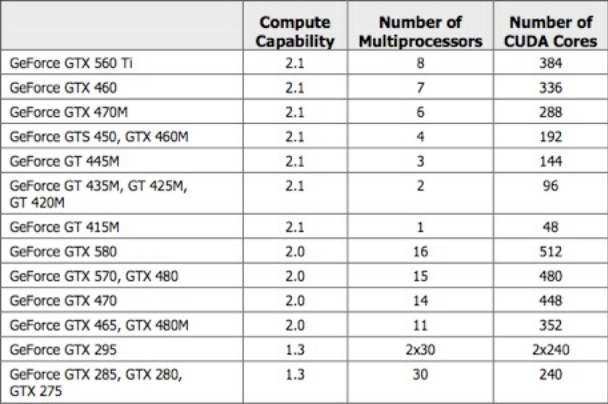 Compute Capability Number of Multiprocessors Number of CUDA Cores
GeForce GTX 560 Ti 2.1 8 384
GeForce GTX 460 2.1 7 336
GeForce GTX 470M 2.1 6 288
GeForce GTS 450, GTX 460M 2.1 4 192
GeForce GT 445M 2.1 3 144
GeForce GT 435M, GT 425M, GT 420M 2.1 2 96
GeForce GT 415M 2.1 1 48
GeForce GTX 580 2.0 16 512
GeForce GTX 570, GTX 480 2.0 15 480
GeForce GTX 470 2.0 14 448
GeForce GTX 465, GTX 480M 2.0 11 352
GeForce GTX 295 1.3 2x30 2x240
GeForce GTX 285, GTX 280, GTX 275 1.3 30 240